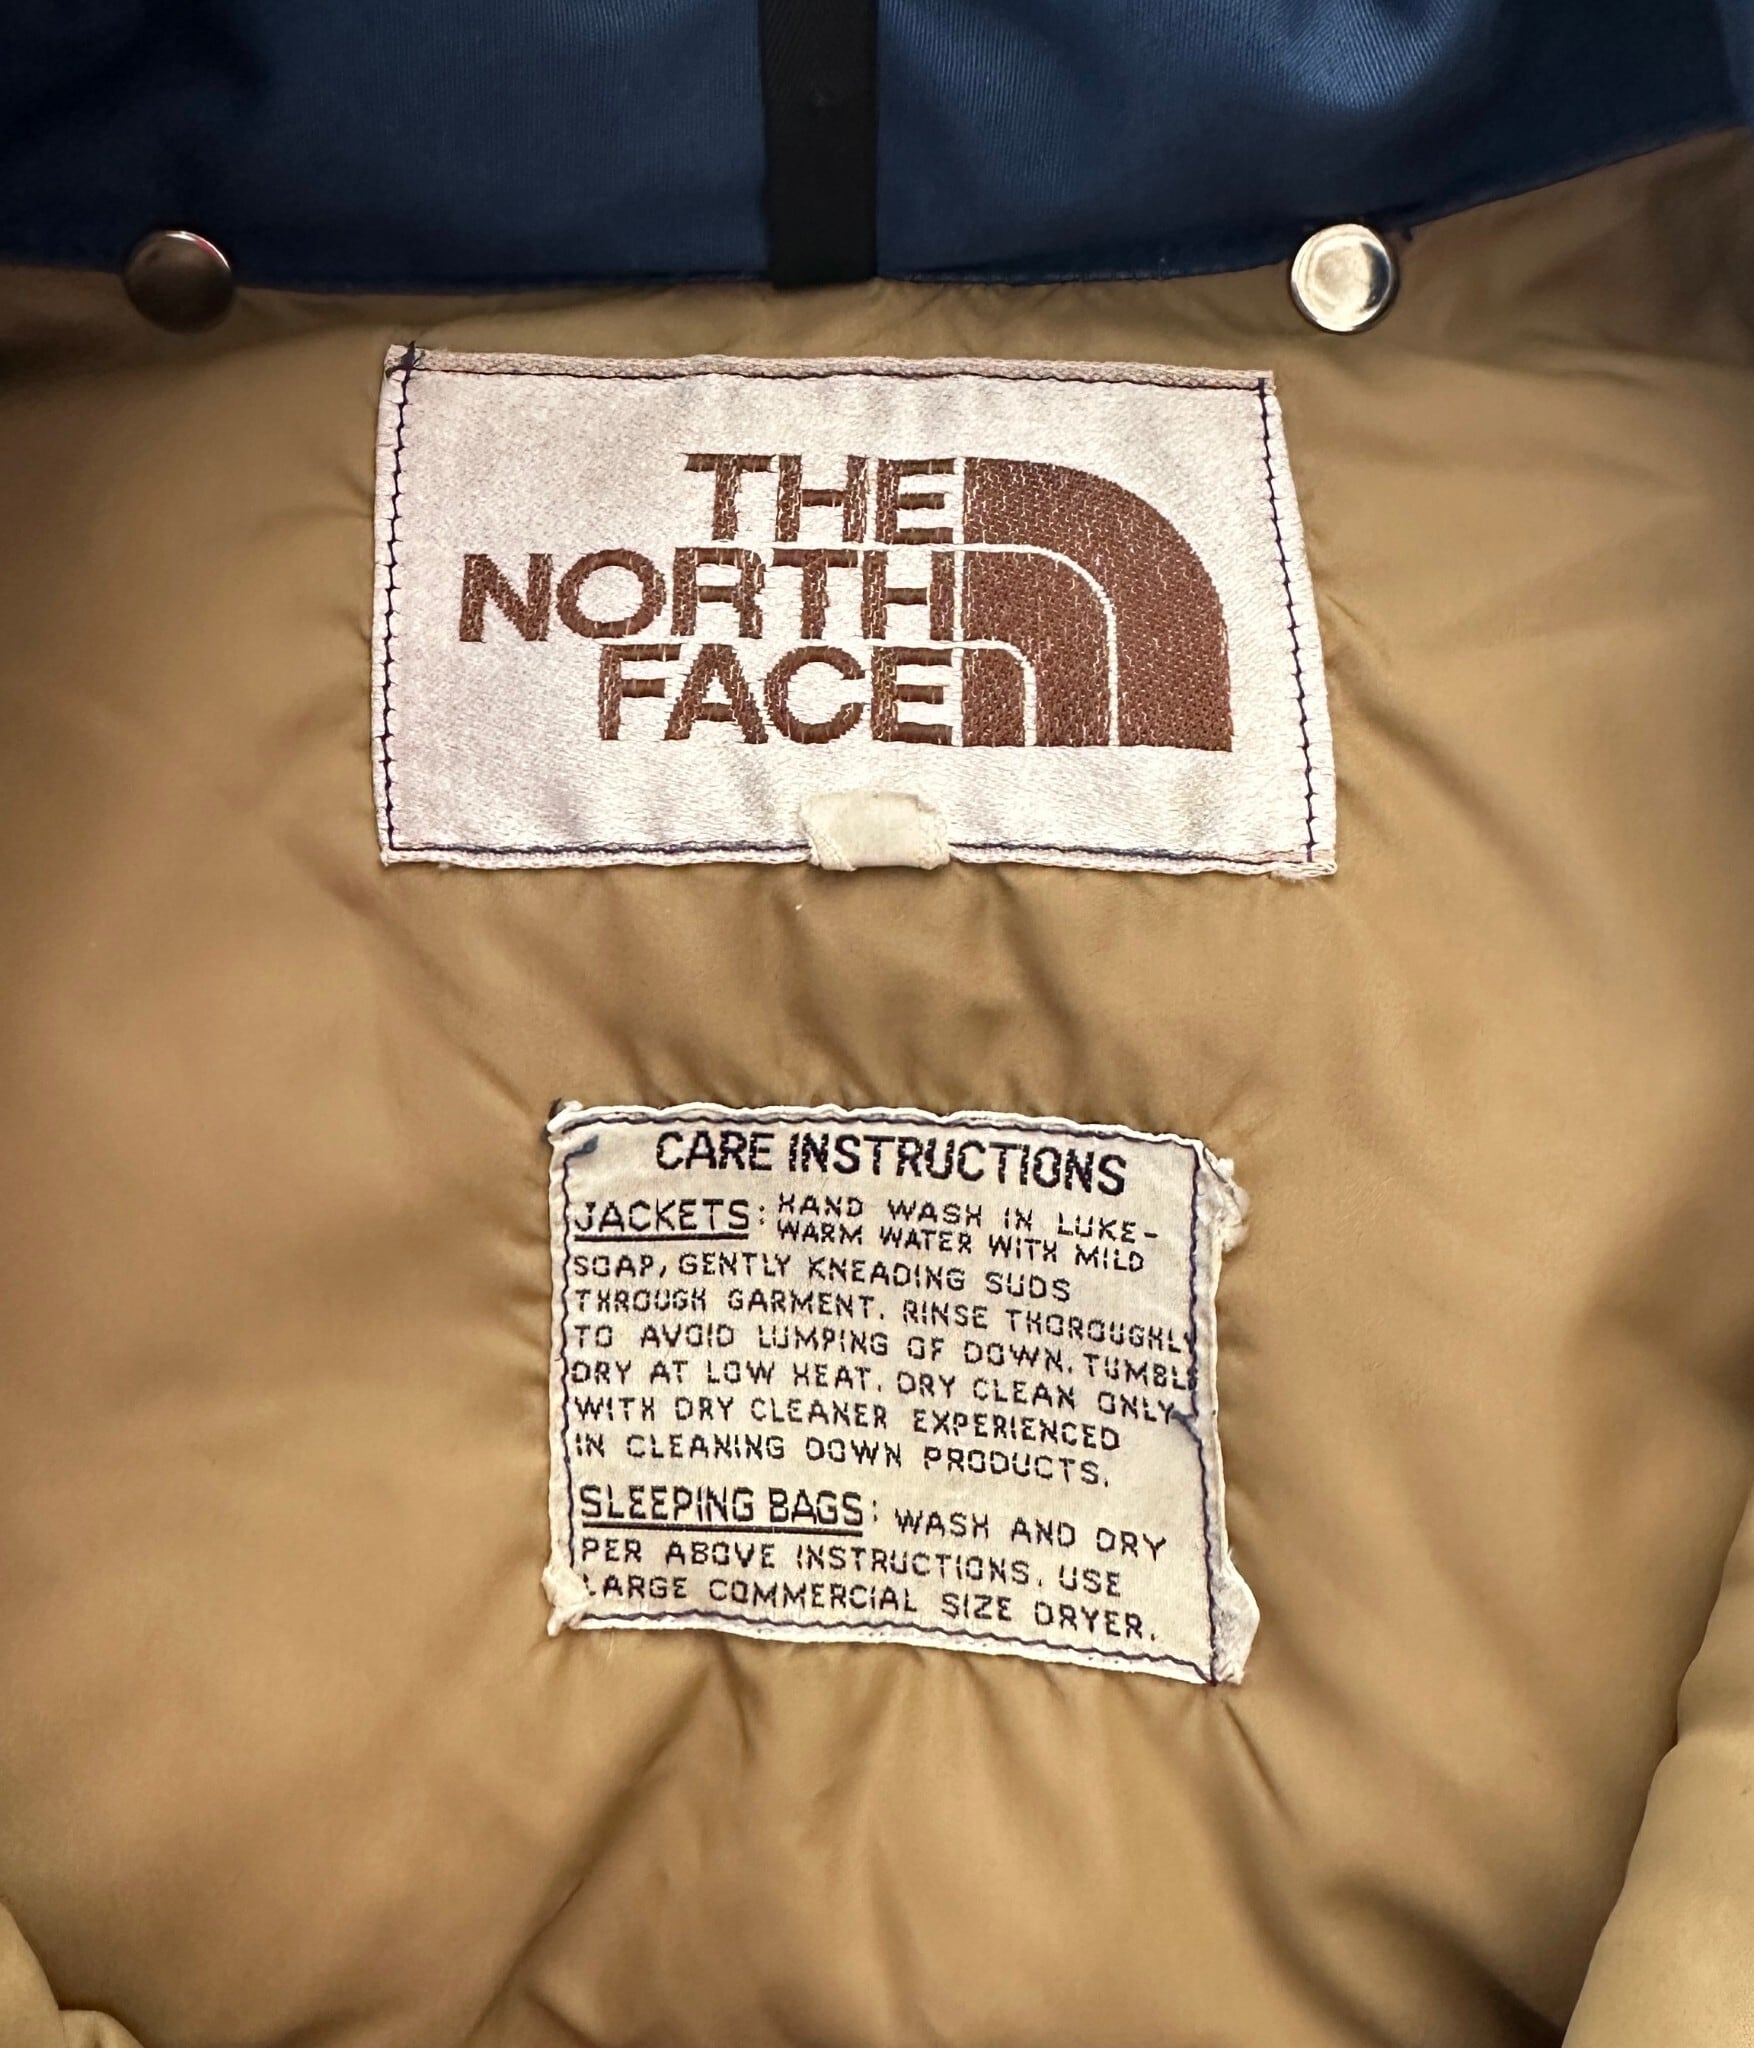 THE
NORTH
FACE
CARE INSTRUCTIONS
JACKETS: HAND WASH IN LUKE-
WARM WATER WITH MILD
SOAP, GENTLY KNEADING SUDS
THROUGH GARMENT. RINSE THOROUGHLY
TO AVOID LUMPING OF DOWN. TUMBLE
DRY AT LOW HEAT. DRY CLEAN ONLY
WITH DRY CLEANER EXPERIENCED
IN CLEANING DOWN PRODUCTS.
SLEEPING BAGS: WASH AND DRY
PER ABOVE INSTRUCTIONS. USE
LARGE COMMERCIAL SIZE DRYER.